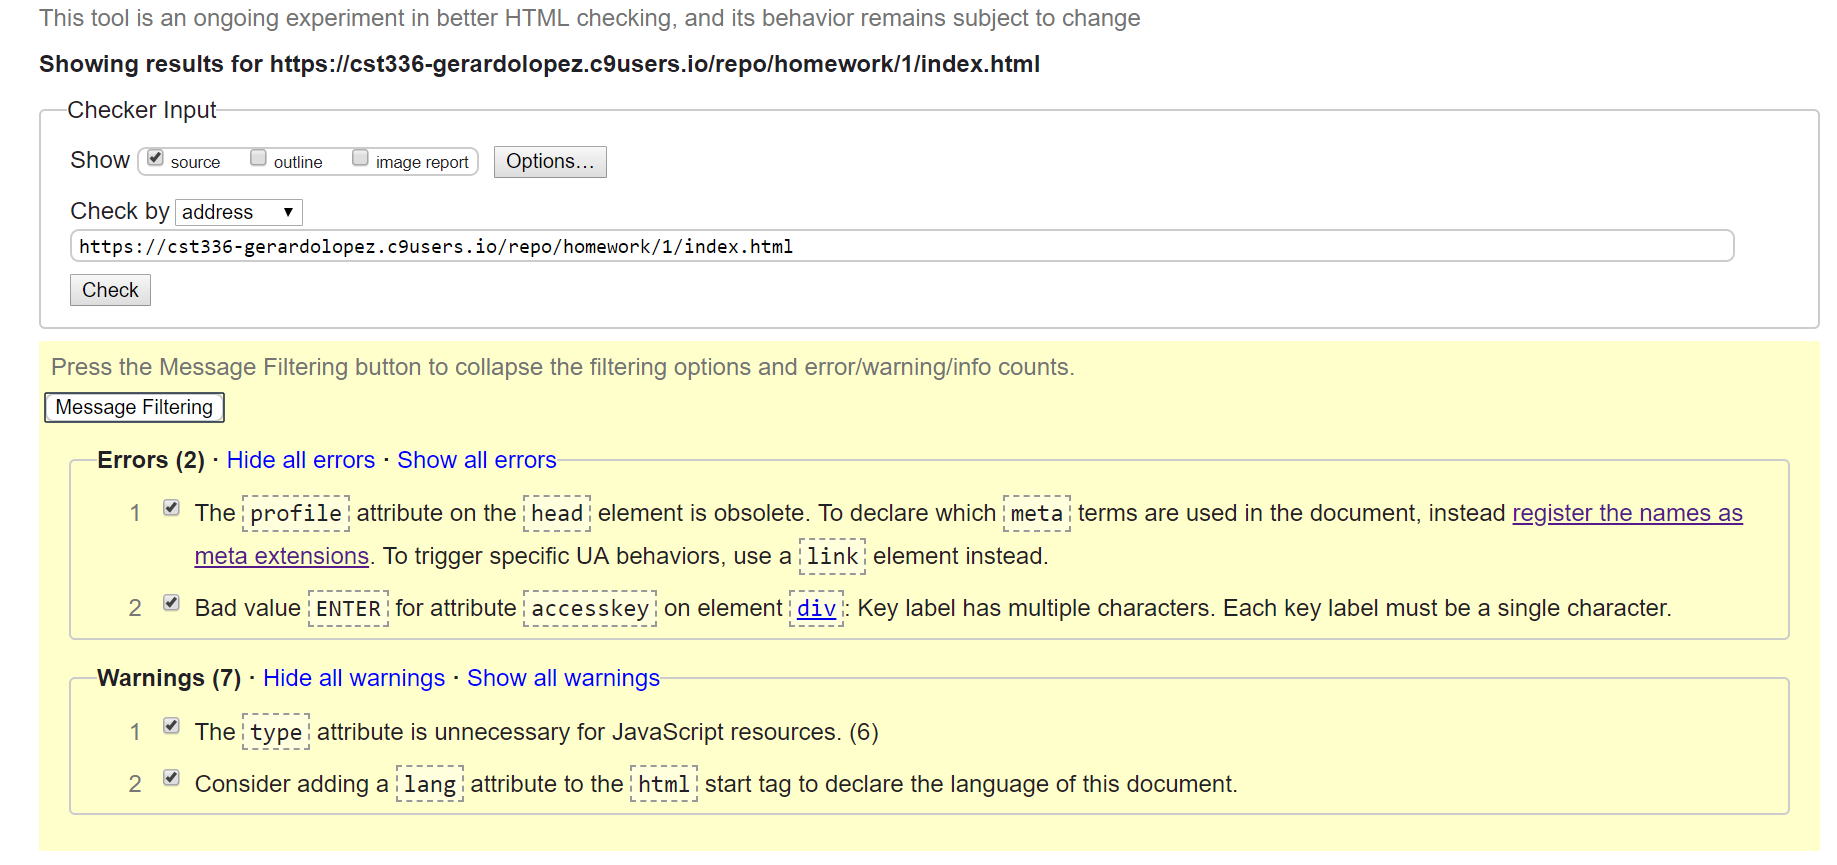 This tool is an ongoing experiment in better HTML checking, and its behavior remains subject to change
Showing results for https://cst336-gerardolopez.c9users.io/repo/homework/1/index.html
Checker Input
Show source outline image report Options...
Check by address
https://cst336-gerardolopez.c9users.io/repo/homework/1/index.html
Check
Press the Message Filtering button to collapse the filtering options and error/warning/info counts.
Message Filtering
Errors (2) · Hide all errors · Show all errors
1 The profile attribute on the head element is obsolete. To declare which meta terms are used in the document, instead register the names as
meta extensions. To trigger specific UA behaviors, use a link element instead.
2 Bad value ENTER for attribute accesskey on element div: Key label has multiple characters. Each key label must be a single character.
Warnings (7) · Hide all warnings · Show all warnings
1 The type attribute is unnecessary for JavaScript resources. (6)
2 Consider adding a lang attribute to the html start tag to declare the language of this document.